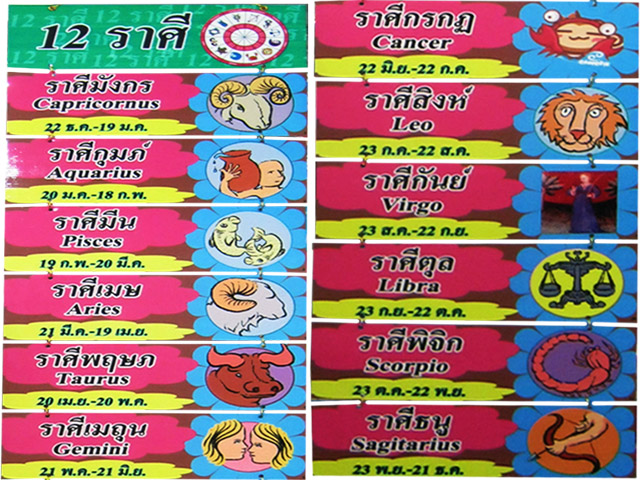 12 ราศี
ราศีมังกร
Capricornus
22 ธ.ค.-19 ม.ค.
ราศีกุมภ์
Aquarius
20 ม.ค.-18 ก.พ.
ราศีมีน
Pisces
19 ก.พ.-20 มี.ค.
ราศีเมษ
Aries
21 มี.ค.-19 เม.ย.
ราศีพฤษภ
Taurus
20 เม.ย.-20 พ.ค.
ราศีเมถุน
Gemini
21 พ.ค.-21 มิ.ย.
ราศีกรกฏ
Cancer
22 มิ.ย.-22 ก.ค.
ราศีสิงห์
Leo
23 ก.ค.-22 ส.ค.
ราศีกันย์
Virgo
23 ส.ค.-22 ก.ย.
ราศีตุล
Libra
23 ก.ย.-22 ต.ค.
ราศีพิจิก
Scorpio
23 ต.ค.-22 พ.ย.
ราศีธนู
Sagitarius
23 พ.ย.-21 ธ.ค.